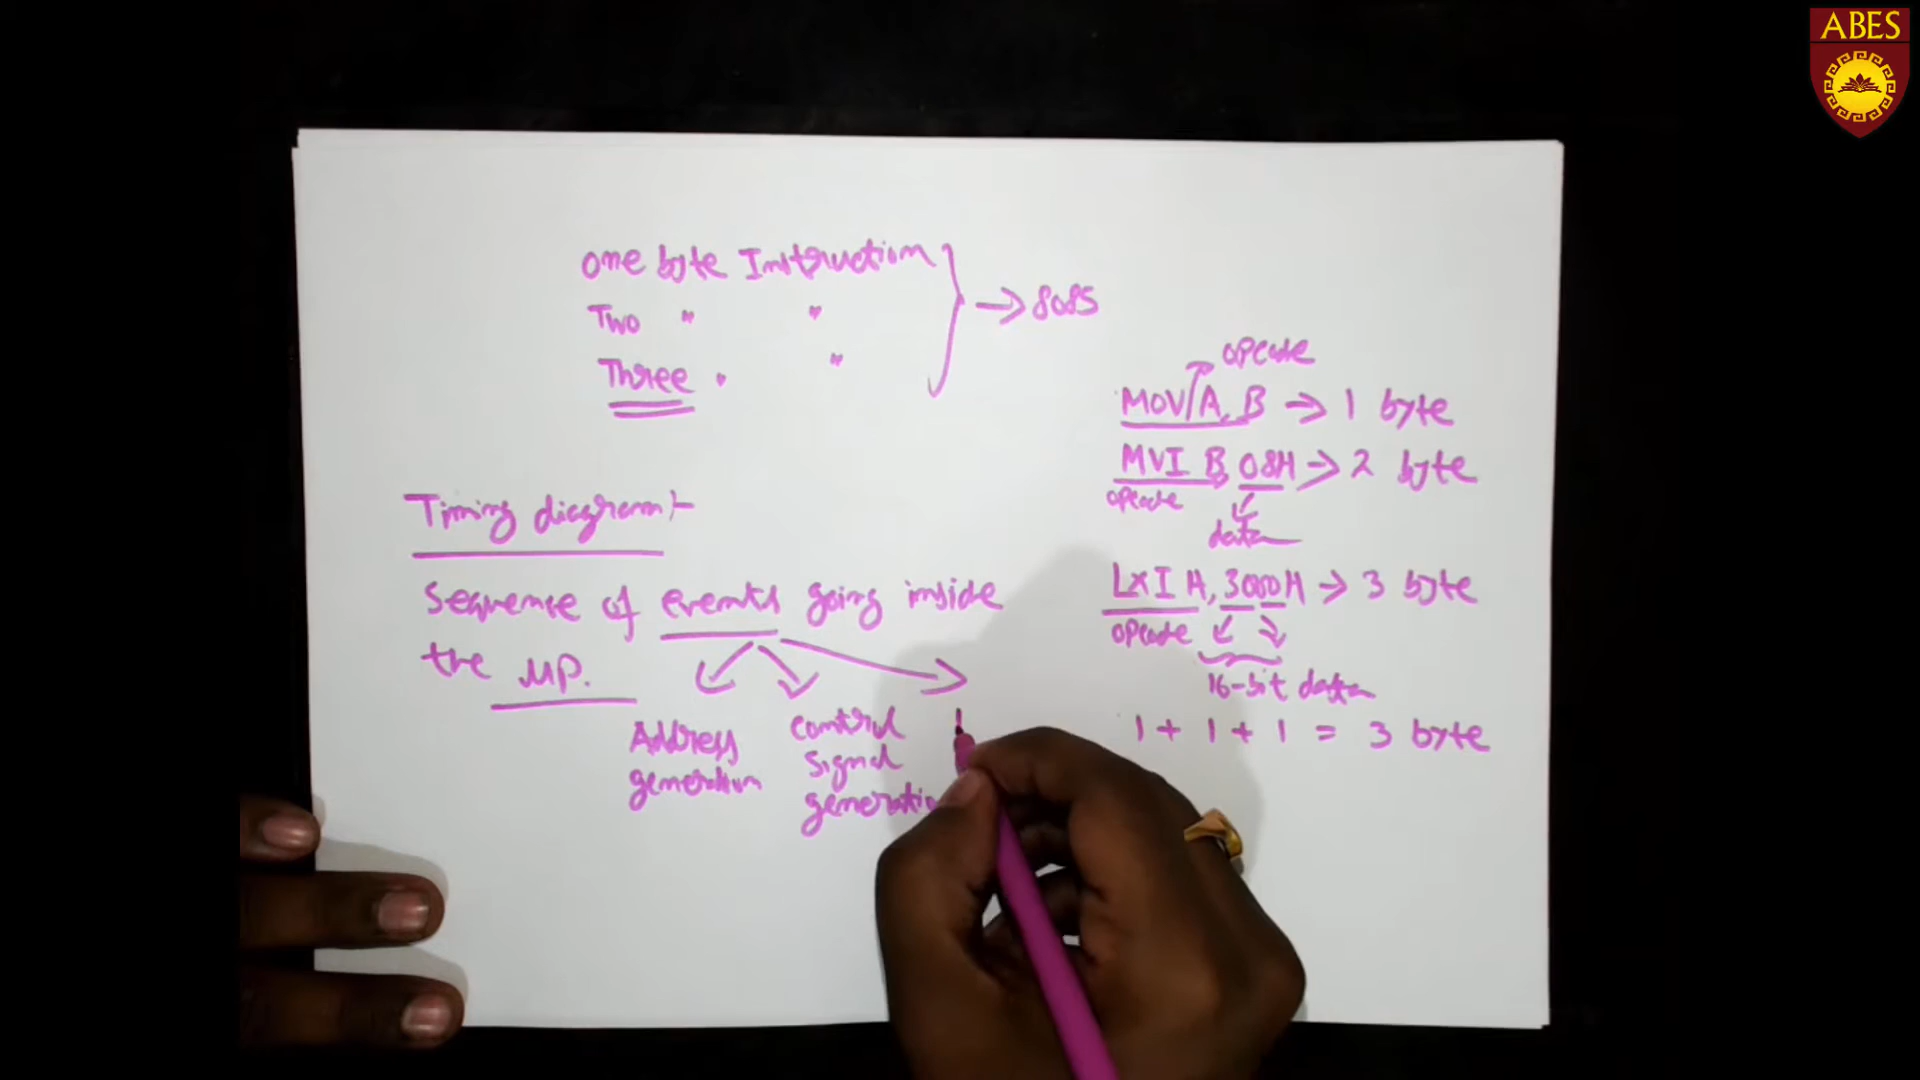 ABES
one byte Instruction
Two " "
Three " "
→ 8085
opcode
MOV A, B → 1 byte
MVI B, 08H → 2 byte
opcode
data
LXI H, 3000H → 3 byte
opcode
16-bit data
1 + 1 + 1 = 3 byte
Timing diagram:-
Sequence of events going inside
the μP.
Address
generation
Control
signal
generatio